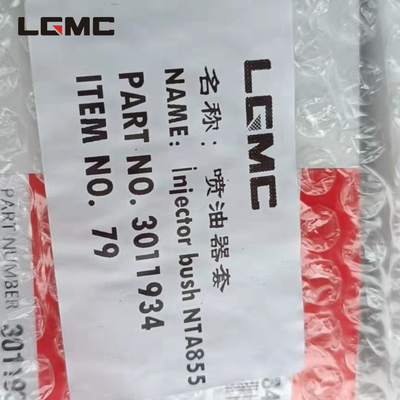 LGMC
LGMC
名称：喷油器套
NAME: injector bush NTA855
PART NO. 3011934
ITEM NO. 79
PART NUMBER 30119